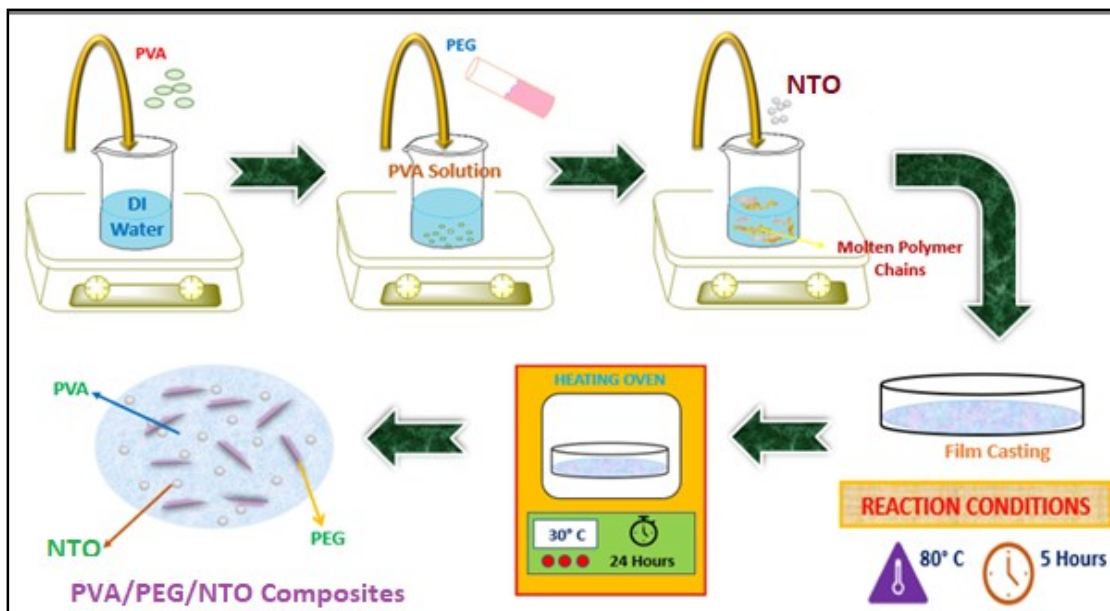 PVA
DI
Water
PEG
PVA Solution
NTO
Molten Polymer
Chains
Film Casting
REACTION CONDITIONS
80° C
5 Hours
HEATING OVEN
30° C
24 Hours
PVA
NTO
PEG
PVA/PEG/NTO Composites